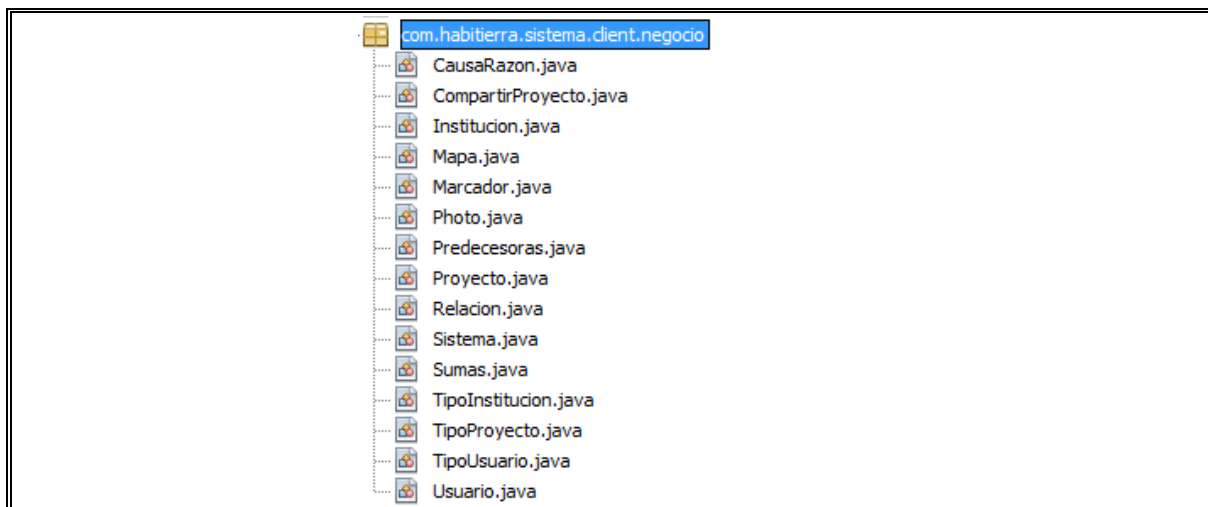 com.habitierra.sistema.client.negocio
CausaRazon.java
CompartirProyecto.java
Institucion.java
Mapa.java
Marcador.java
Photo.java
Predecesoras.java
Proyecto.java
Relacion.java
Sistema.java
Sumas.java
TipoInstitucion.java
TipoProyecto.java
TipoUsuario.java
Usuario.java